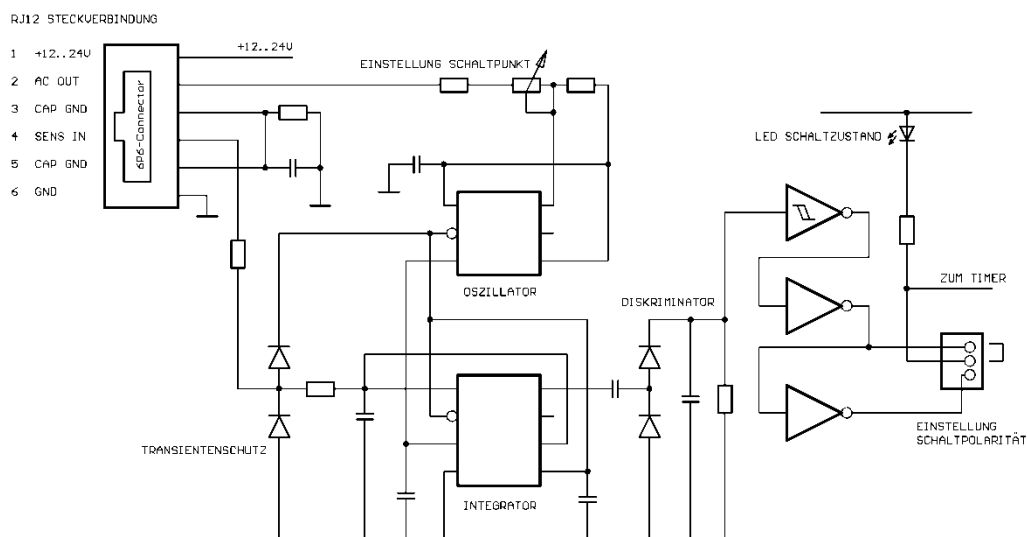 RJ12 STECKVERBINDUNG
1 +12..24V
2 AC OUT
3 CAP GND
4 SENS IN
5 CAP GND
6 GND
6P6-Connector
+12..24V
EINSTELLUNG SCHALTPUNKT
LED SCHALTZUSTAND
OSZILLATOR
DISKRIMINATOR
ZUM TIMER
TRANSIENTENSCHUTZ
INTEGRATOR
EINSTELLUNG
SCHALTPOLARITÄT